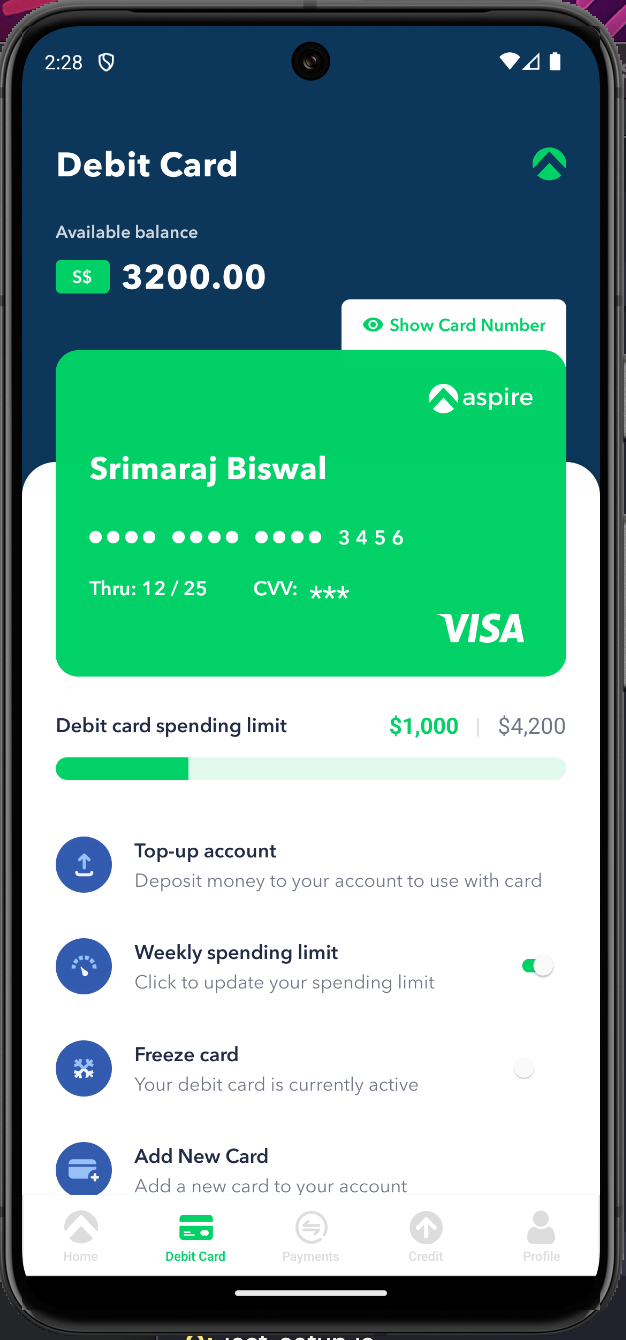 2:28
Debit Card
Available balance
S$ 3200.00
Show Card Number
aspire
Srimaraj Biswal
●●●● ●●●● ●●●● 3456
Thru: 12 / 25 CVV: ***
VISA
Debit card spending limit $1,000 | $4,200
Top-up account
Deposit money to your account to use with card
Weekly spending limit
Click to update your spending limit
Freeze card
Your debit card is currently active
Add New Card
Add a new card to your account
Home Debit Card Payments Credit Profile